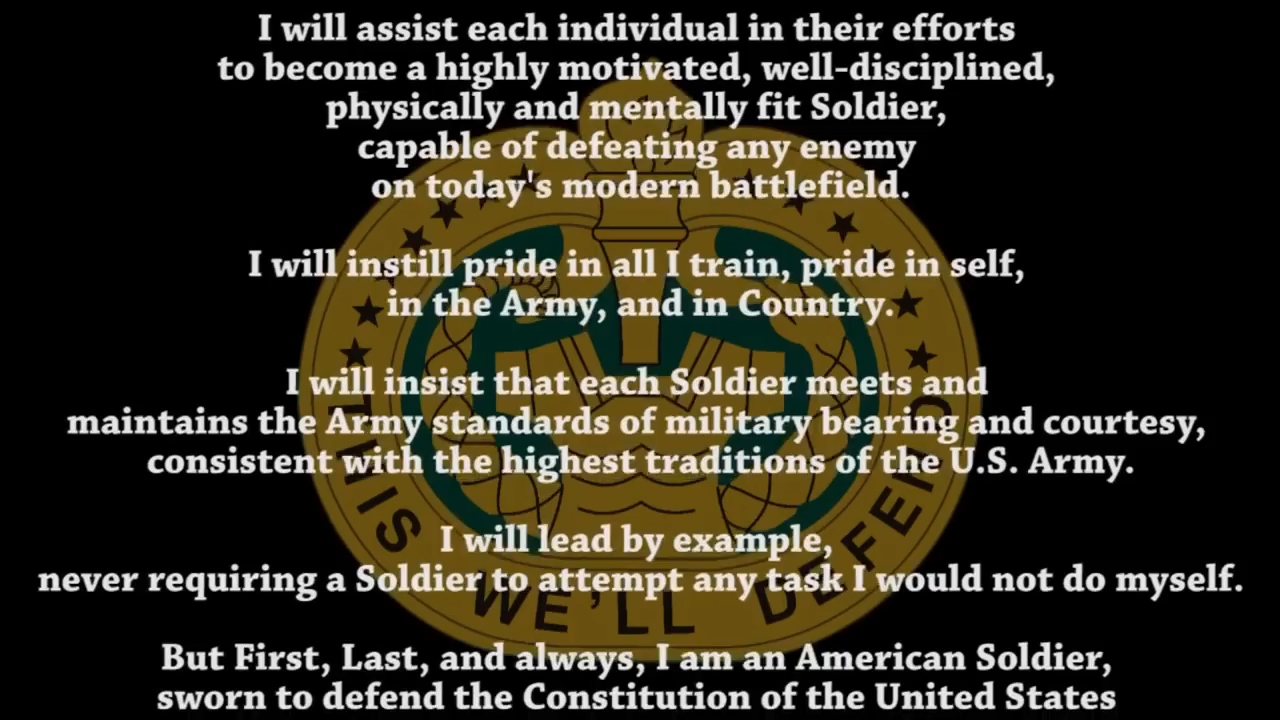 I will assist each individual in their efforts
to become a highly motivated, well-disciplined,
physically and mentally fit Soldier,
capable of defeating any enemy
on today's modern battlefield.
I will instill pride in all I train, pride in self,
in the Army, and in Country.
I will insist that each Soldier meets and
maintains the Army standards of military bearing and courtesy,
consistent with the highest traditions of the U.S. Army.
I will lead by example,
never requiring a Soldier to attempt any task I would not do myself.
But First, Last, and always, I am an American Soldier,
sworn to defend the Constitution of the United States
THIS WE'LL DEFEND